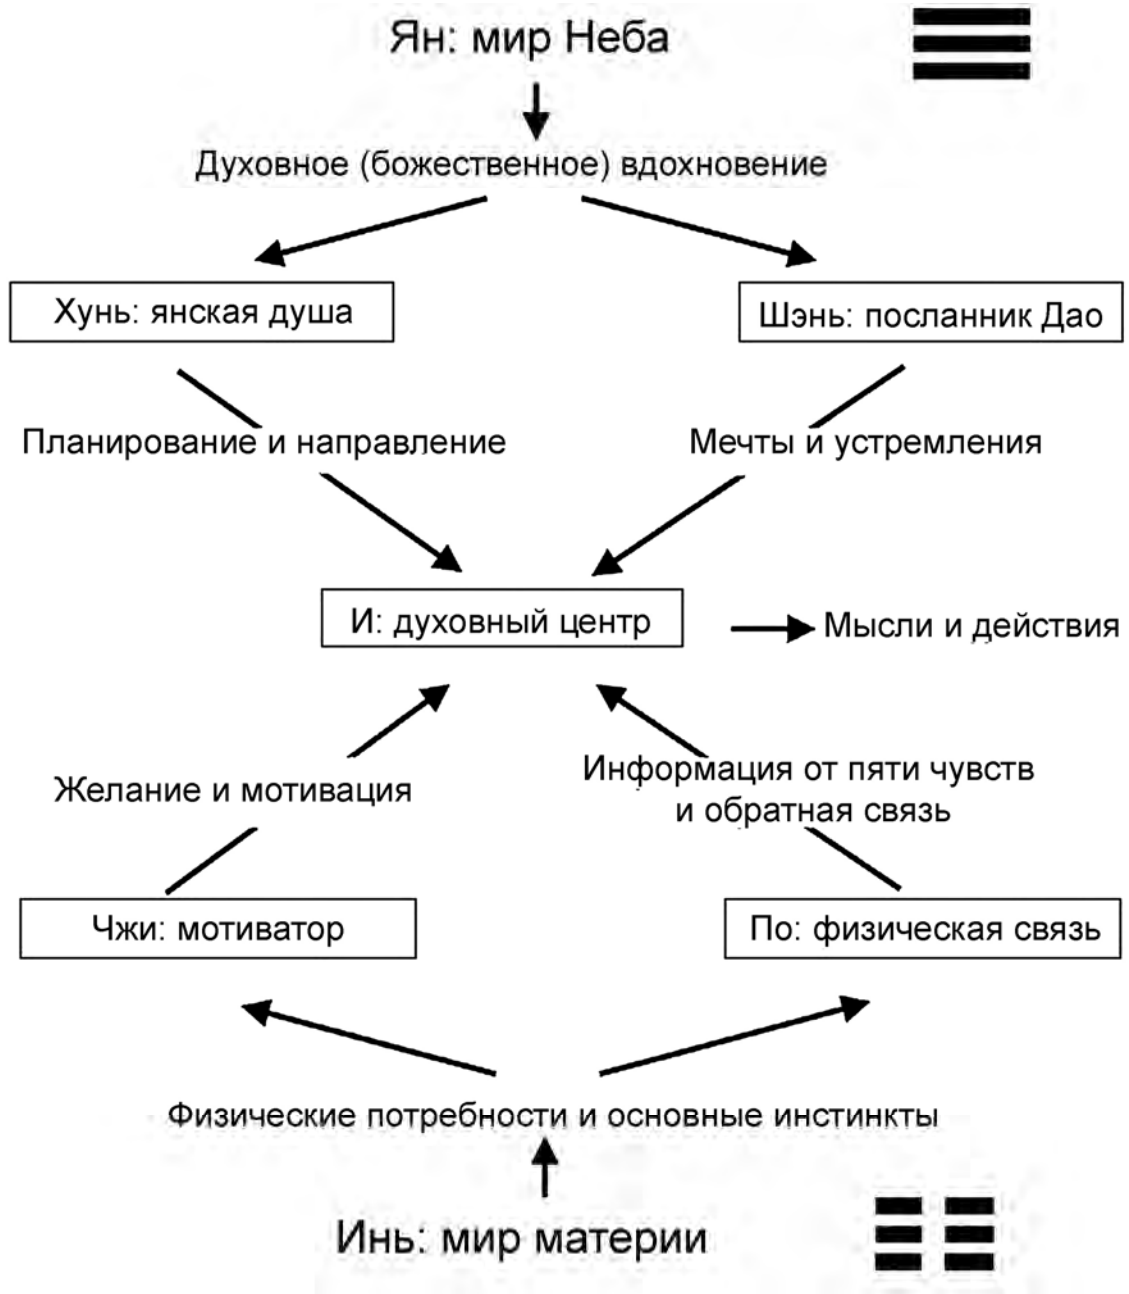 Ян: мир Неба
Духовное (божественное) вдохновение
Хунь: янская душа
Шэнь: посланник Дао
Планирование и направление
Мечты и устремления
И: духовный центр
Мысли и действия
Желание и мотивация
Информация от пяти чувств
и обратная связь
Чжи: мотиватор
По: физическая связь
Физические потребности и основные инстинкты
Инь: мир материи